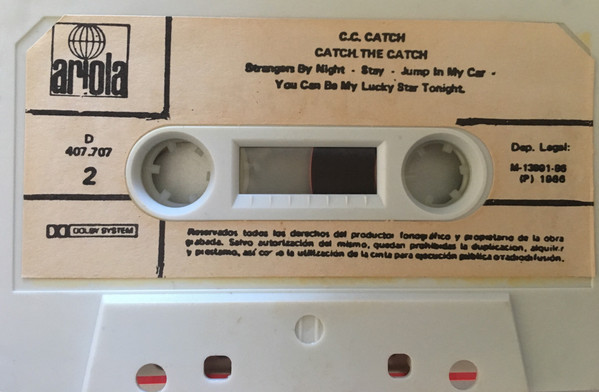 C.C. CATCH
CATCH THE CATCH
Strangers By Night - Stay - Jump In My Car -
You Can Be My Lucky Star Tonight.
ariola
D
407.707
2
Dep. Legal:
M-13991-86
(P) 1986
DOLBY SYSTEM
Reservados todos los derechos del productor fonográfico y propietario de la obra
grabada. Salvo autorización del mismo, quedan prohibidas la duplicación, alquiler
y prestamo, así como la utilización de la cinta para ejecución pública o radiodifusión.